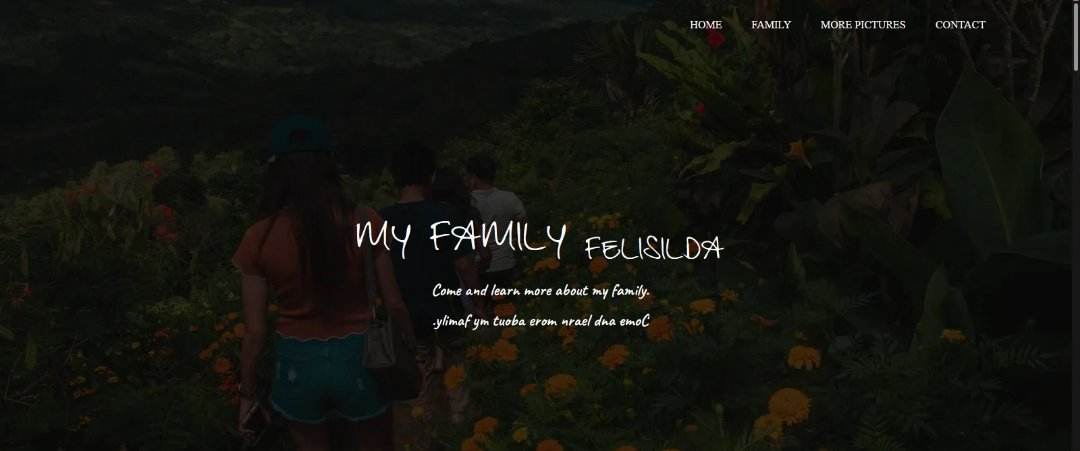 HOME FAMILY MORE PICTURES CONTACT
MY FAMILY FELISILDA
Come and learn more about my family.
.ylimaf ym tuoba erom nrael dna emoC